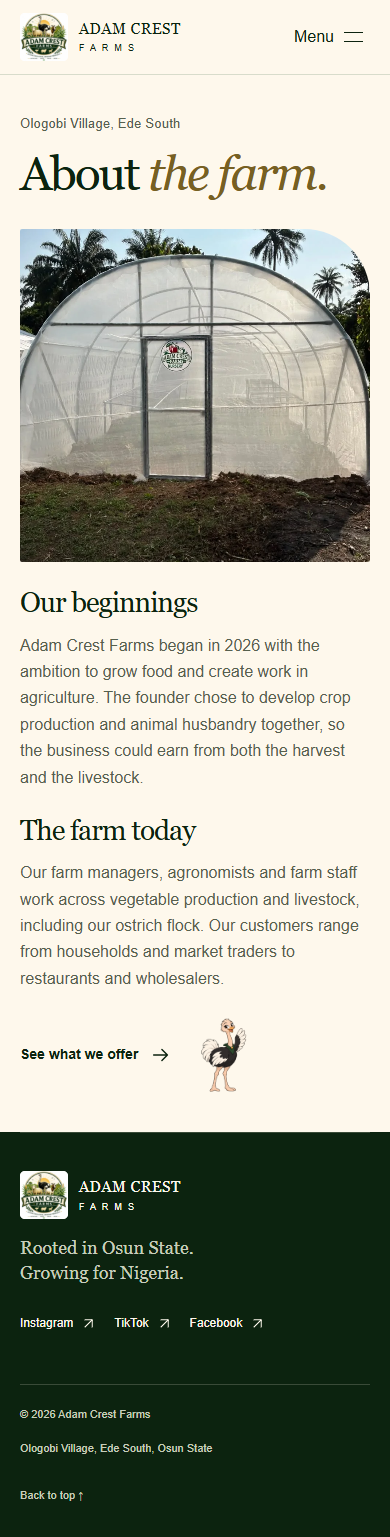 ADAM CREST
FARMS
Menu
Ologobi Village, Ede South
About the farm.
ADAM CREST
FARMS
NURSERY
Our beginnings
Adam Crest Farms began in 2026 with the
ambition to grow food and create work in
agriculture. The founder chose to develop crop
production and animal husbandry together, so
the business could earn from both the harvest
and the livestock.
The farm today
Our farm managers, agronomists and farm staff
work across vegetable production and livestock,
including our ostrich flock. Our customers range
from households and market traders to
restaurants and wholesalers.
See what we offer →
ADAM CREST
FARMS
Rooted in Osun State.
Growing for Nigeria.
Instagram ↗ TikTok ↗ Facebook ↗
© 2026 Adam Crest Farms
Ologobi Village, Ede South, Osun State
Back to top ↑